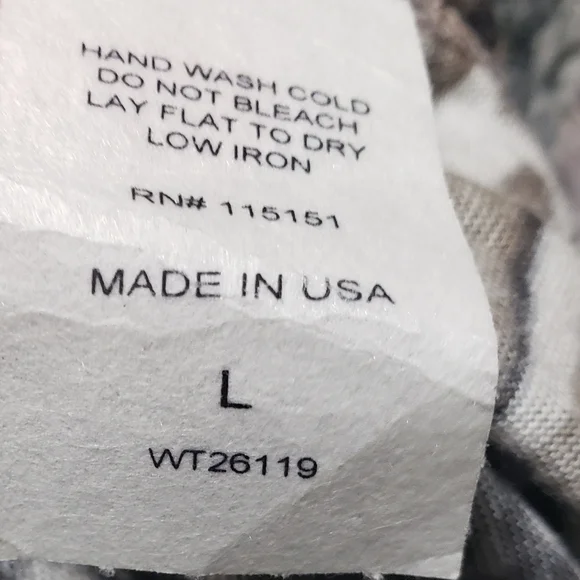 HAND WASH COLD
DO NOT BLEACH
LAY FLAT TO DRY
LOW IRON
RN# 115151
MADE IN USA
L
WT26119